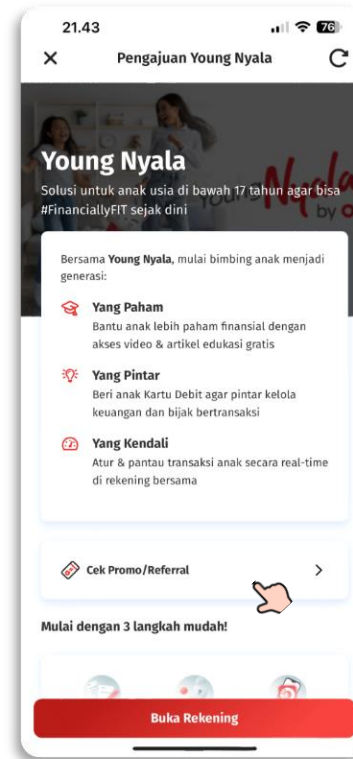 21.43
76
Pengajuan Young Nyala
Young Nyala
Solusi untuk anak usia di bawah 17 tahun agar bisa
#FinanciallyFIT sejak dini
Young Nyala
by
Bersama Young Nyala, mulai bimbing anak menjadi
generasi:
Yang Paham
Bantu anak lebih paham finansial dengan
akses video & artikel edukasi gratis
Yang Pintar
Beri anak Kartu Debit agar pintar kelola
keuangan dan bijak bertransaksi
Yang Kendali
Atur & pantau transaksi anak secara real-time
di rekening bersama
Cek Promo/Referral
Mulai dengan 3 langkah mudah!
Buka Rekening